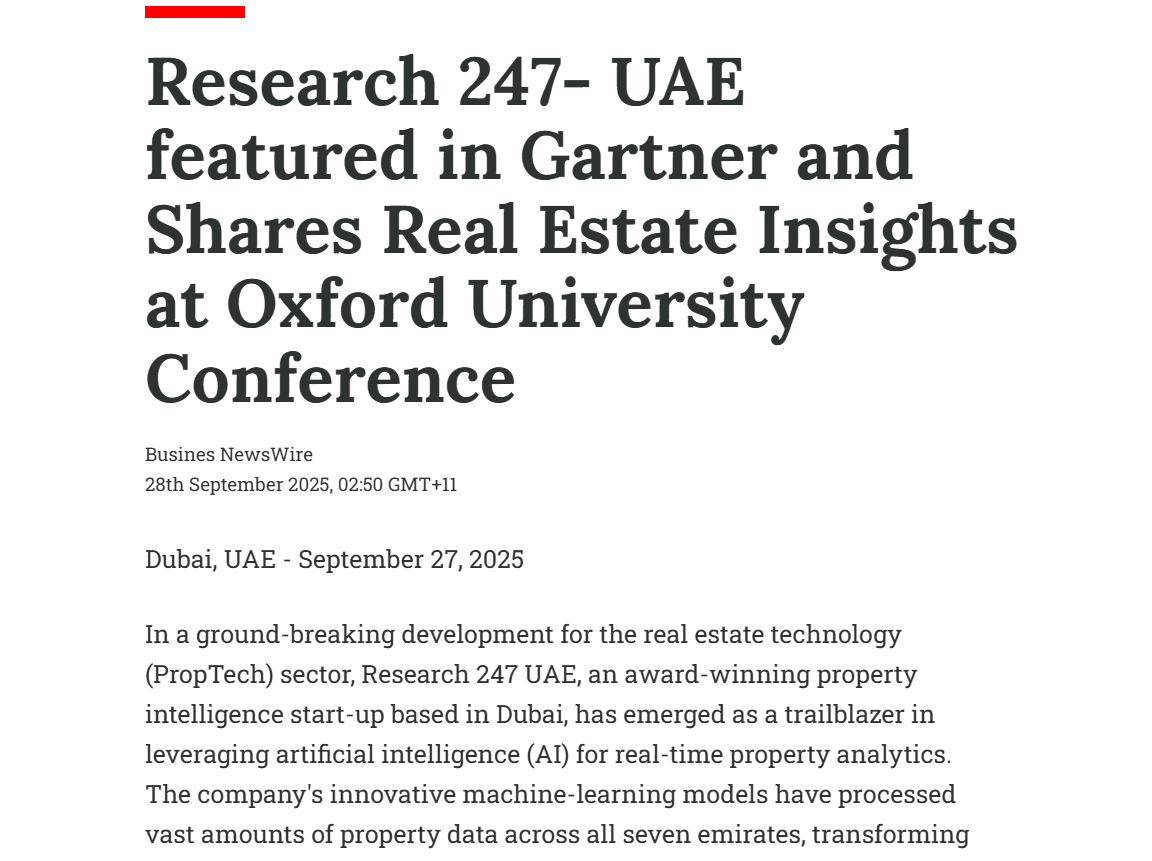 Research 247- UAE
featured in Gartner and
Shares Real Estate Insights
at Oxford University
Conference
Busines NewsWire
28th September 2025, 02:50 GMT+11
Dubai, UAE - September 27, 2025
In a ground-breaking development for the real estate technology
(PropTech) sector, Research 247 UAE, an award-winning property
intelligence start-up based in Dubai, has emerged as a trailblazer in
leveraging artificial intelligence (AI) for real-time property analytics.
The company's innovative machine-learning models have processed
vast amounts of property data across all seven emirates, transforming